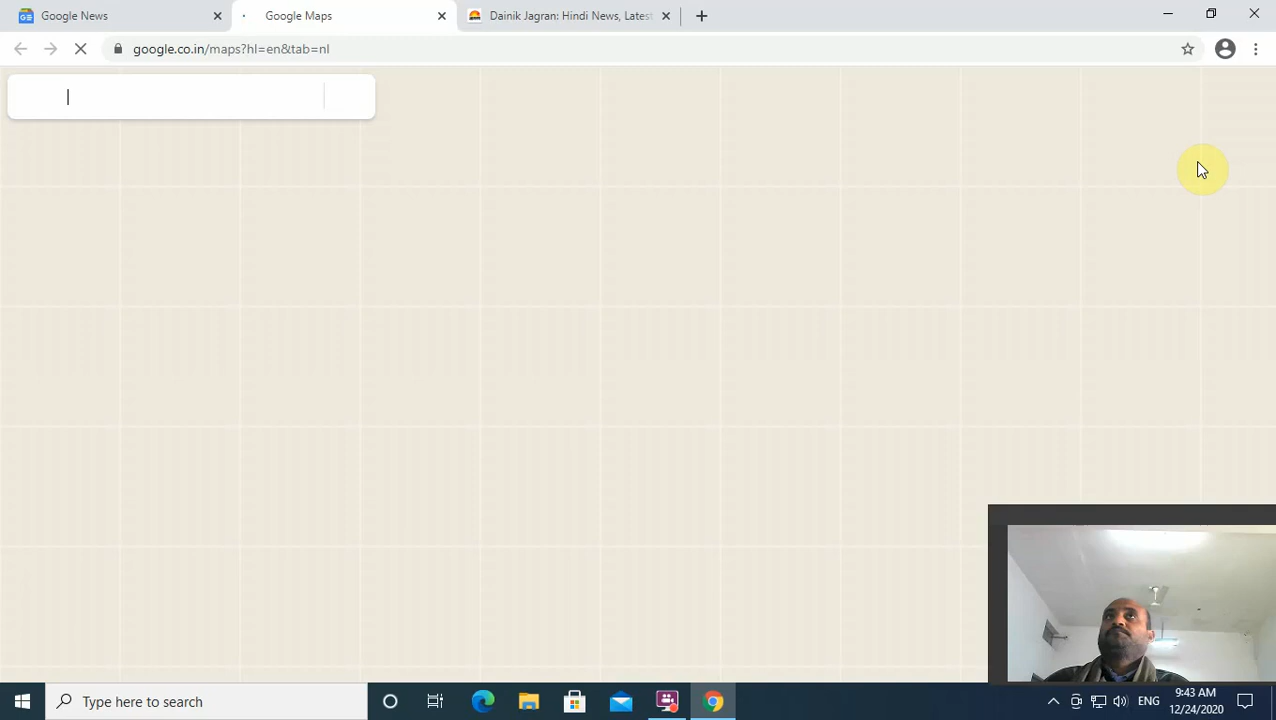 Google News
Google Maps
Dainik Jagran: Hindi News, Latest
google.co.in/maps?hl=en&tab=nl
Type here to search
ENG
9:43 AM
12/24/2020